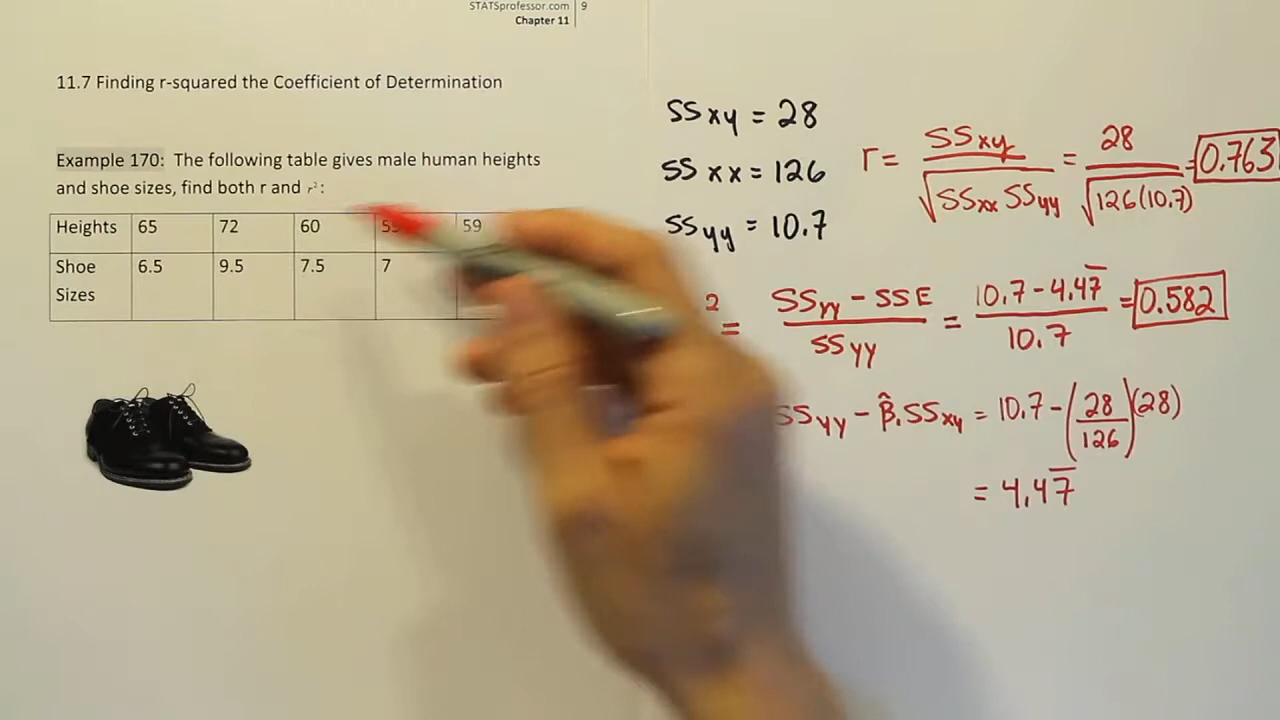 STATSprofessor.com 9
Chapter 11
11.7 Finding r-squared the Coefficient of Determination
Example 170: The following table gives male human heights
and shoe sizes, find both r and r²:
Heights 65 72 60 59
Shoe Sizes 6.5 9.5 7.5 7
SSxy = 28
SSxx = 126
SSyy = 10.7
r = SSxy / √SSxx SSyy = 28 / √126(10.7) = 0.763
2 = SSyy - SSE / SSyy = 10.7 - 4.47̅ / 10.7 = 0.582
SSyy - β̂₁SSxy = 10.7 - (28/126)(28)
= 4.47̅